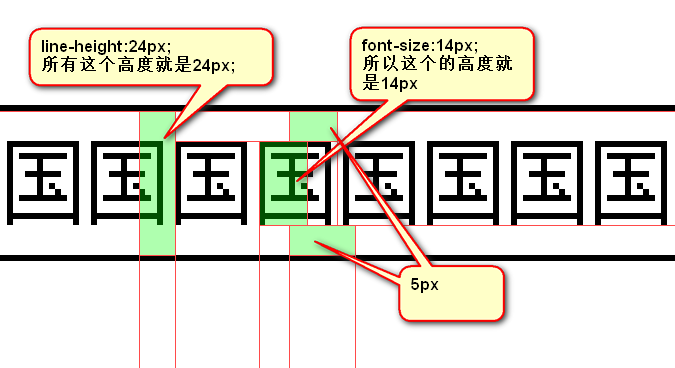 line-height:24px;
所有这个高度就是24px;
font-size:14px;
所以这个的高度就
是14px
国国国国国国国国
5px